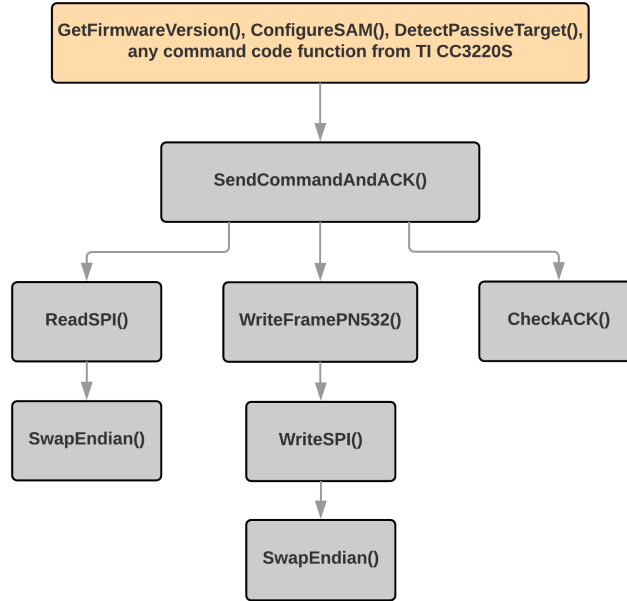 GetFirmwareVersion(), ConfigureSAM(), DetectPassiveTarget(),
any command code function from TI CC3220S
SendCommandAndACK()
ReadSPI()
WriteFramePN532()
CheckACK()
SwapEndian()
WriteSPI()
SwapEndian()